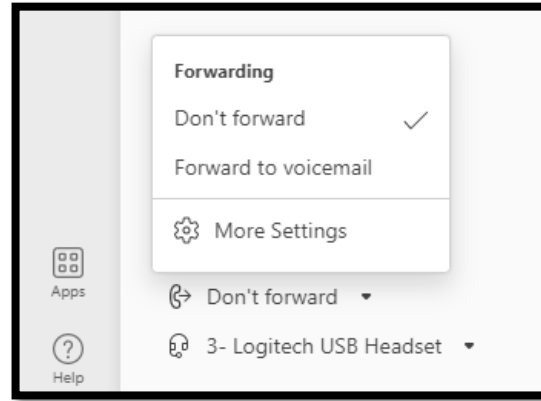 Forwarding
Don't forward
Forward to voicemail
More Settings
Apps
Don't forward
3- Logitech USB Headset
Help